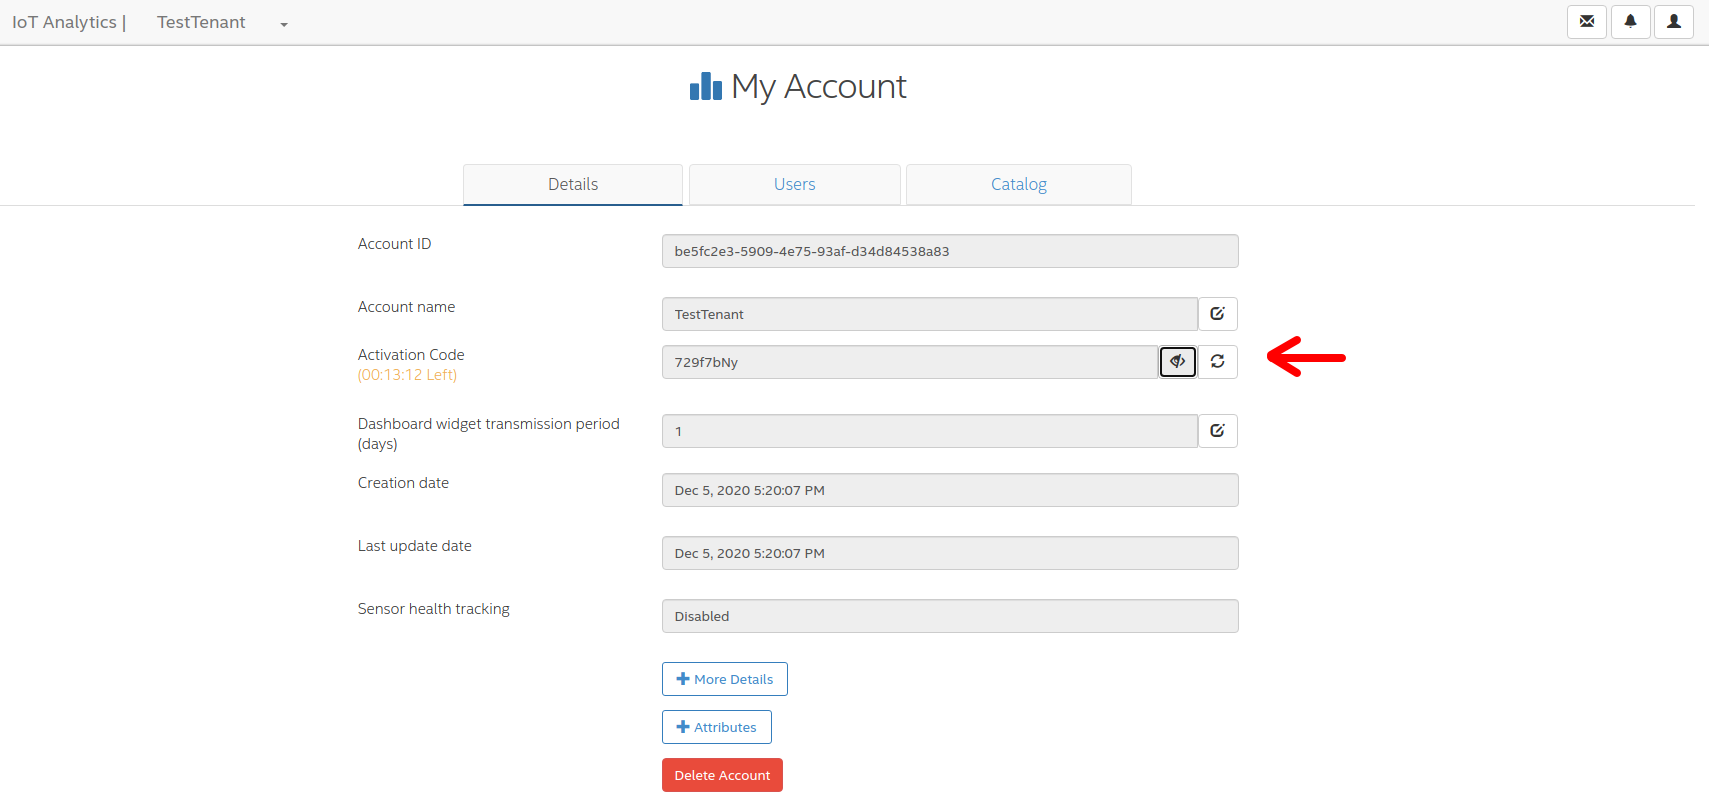 IoT Analytics | TestTenant
My Account
Details Users Catalog
Account ID be5fc2e3-5909-4e75-93af-d34d84538a83
Account name TestTenant
Activation Code 729f7bNy
(00:13:12 Left)
Dashboard widget transmission period
(days) 1
Creation date Dec 5, 2020 5:20:07 PM
Last update date Dec 5, 2020 5:20:07 PM
Sensor health tracking Disabled
More Details
Attributes
Delete Account